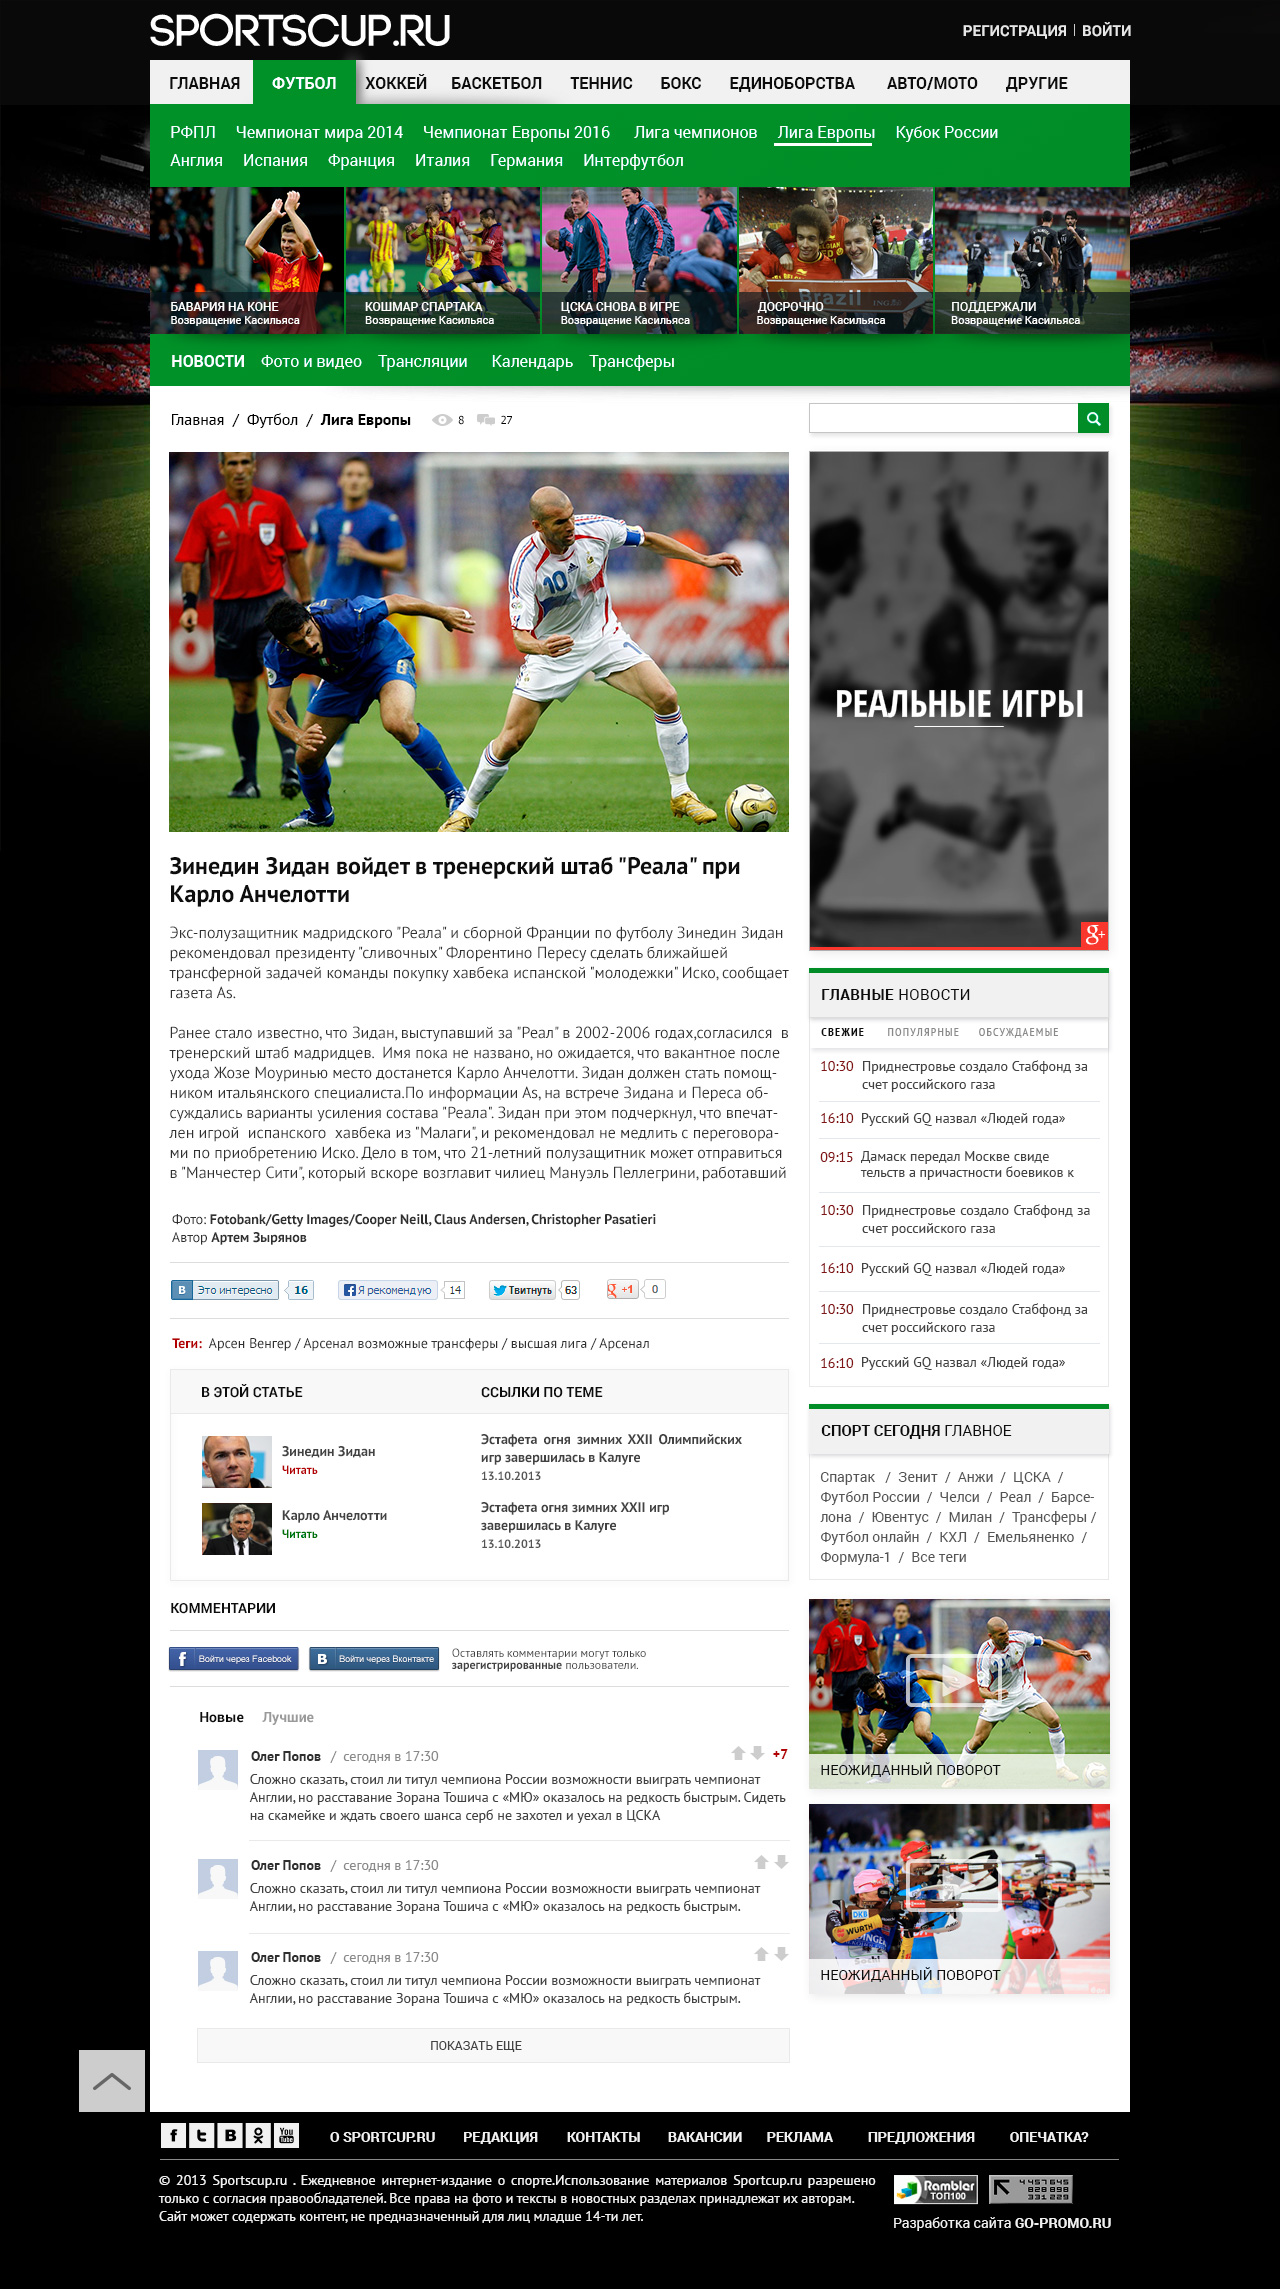 SPORTSCUP.RU
РЕГИСТРАЦИЯ | ВОЙТИ
ГЛАВНАЯ ФУТБОЛ ХОККЕЙ БАСКЕТБОЛ ТЕННИС БОКС ЕДИНОБОРСТВА АВТО/МОТО ДРУГИЕ
РФПЛ Чемпионат мира 2014 Чемпионат Европы 2016 Лига чемпионов Лига Европы Кубок России
Англия Испания Франция Италия Германия Интерфутбол
БАВАРИЯ НА КОНЕ
Возвращение Касильяса
КОШМАР СПАРТАКА
Возвращение Касильяса
ЦСКА СНОВА В ИГРЕ
Возвращение Касильяса
Brazil
ДОСРОЧНО
Возвращение Касильяса
ПОДДЕРЖАЛИ
Возвращение Касильяса
НОВОСТИ Фото и видео Трансляции Календарь Трансферы
Главная / Футбол / Лига Европы 8 27
10
8
Зинедин Зидан войдет в тренерский штаб "Реала" при
Карло Анчелотти
Экс-полузащитник мадридского "Реала" и сборной Франции по футболу Зинедин Зидан
рекомендовал президенту "сливочных" Флорентино Пересу сделать ближайшей
трансферной задачей команды покупку хавбека испанской "молодежки" Иско, сообщает
газета As.
Ранее стало известно, что Зидан, выступавший за "Реал" в 2002-2006 годах,согласился в
тренерский штаб мадридцев. Имя пока не названо, но ожидается, что вакантное после
ухода Жозе Моуринью место достанется Карло Анчелотти. Зидан должен стать помощ-
ником итальянского специалиста.По информации As, на встрече Зидана и Переса об-
суждались варианты усиления состава "Реала". Зидан при этом подчеркнул, что впечат-
лен игрой испанского хавбека из "Малаги", и рекомендовал не медлить с переговора-
ми по приобретению Иско. Дело в том, что 21-летний полузащитник может отправиться
в "Манчестер Сити", который вскоре возглавит чилиец Мануэль Пеллегрини, работавший
Фото: Fotobank/Getty Images/Cooper Neill, Claus Andersen, Christopher Pasatieri
Автор Артем Зырянов
В Это интересно 16 Я рекомендую 14 Твитнуть 63 g +1 0
Теги: Арсен Венгер / Арсенал возможные трансферы / высшая лига / Арсенал
В ЭТОЙ СТАТЬЕ
Зинедин Зидан
Читать
Карло Анчелотти
Читать
ССЫЛКИ ПО ТЕМЕ
Эстафета огня зимних XXII Олимпийских
игр завершилась в Калуге
13.10.2013
Эстафета огня зимних XXII игр
завершилась в Калуге
13.10.2013
КОММЕНТАРИИ
f Войти через Facebook В Войти через Вконтакте
Оставлять комментарии могут только
зарегистрированные пользователи.
Новые Лучшие
Олег Попов / сегодня в 17:30 +7
Сложно сказать, стоил ли титул чемпиона России возможности выиграть чемпионат
Англии, но расставание Зорана Тошича с «МЮ» оказалось на редкость быстрым. Сидеть
на скамейке и ждать своего шанса серб не захотел и уехал в ЦСКА
Олег Попов / сегодня в 17:30
Сложно сказать, стоил ли титул чемпиона России возможности выиграть чемпионат
Англии, но расставание Зорана Тошича с «МЮ» оказалось на редкость быстрым.
Олег Попов / сегодня в 17:30
Сложно сказать, стоил ли титул чемпиона России возможности выиграть чемпионат
Англии, но расставание Зорана Тошича с «МЮ» оказалось на редкость быстрым.
ПОКАЗАТЬ ЕЩЕ
РЕАЛЬНЫЕ ИГРЫ
g+
ГЛАВНЫЕ НОВОСТИ
СВЕЖИЕ ПОПУЛЯРНЫЕ ОБСУЖДАЕМЫЕ
10:30 Приднестровье создало Стабфонд за
счет российского газа
16:10 Русский GQ назвал «Людей года»
09:15 Дамаск передал Москве свиде
тельств а причастности боевиков к
10:30 Приднестровье создало Стабфонд за
счет российского газа
16:10 Русский GQ назвал «Людей года»
10:30 Приднестровье создало Стабфонд за
счет российского газа
16:10 Русский GQ назвал «Людей года»
СПОРТ СЕГОДНЯ ГЛАВНОЕ
Спартак / Зенит / Анжи / ЦСКА /
Футбол России / Челси / Реал / Барсе-
лона / Ювентус / Милан / Трансферы /
Футбол онлайн / КХЛ / Емельяненко /
Формула-1 / Все теги
НЕОЖИДАННЫЙ ПОВОРОТ
DKB
WÜRTH
НЕОЖИДАННЫЙ ПОВОРОТ
f t B You Tube
О SPORTCUP.RU РЕДАКЦИЯ КОНТАКТЫ ВАКАНСИИ РЕКЛАМА ПРЕДЛОЖЕНИЯ ОПЕЧАТКА?
© 2013 Sportscup.ru . Ежедневное интернет-издание о спорте.Использование материалов Sportcup.ru разрешено
только с согласия правообладателей. Все права на фото и тексты в новостных разделах принадлежат их авторам.
Сайт может содержать контент, не предназначенный для лиц младше 14-ти лет.
Rambler
ТОП100
4457645
828898
331229
Разработка сайта GO-PROMO.RU